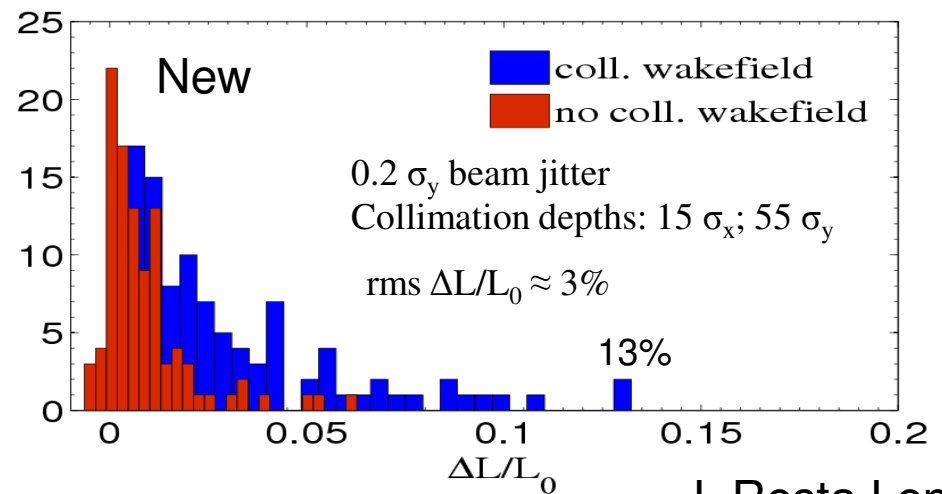 25
20
15
10
5
0
New
coll. wakefield
no coll. wakefield
0.2 σy beam jitter
Collimation depths: 15 σx; 55 σy
rms ΔL/L0 ≈ 3%
13%
0 0.05 0.1 0.15 0.2
ΔL/L0